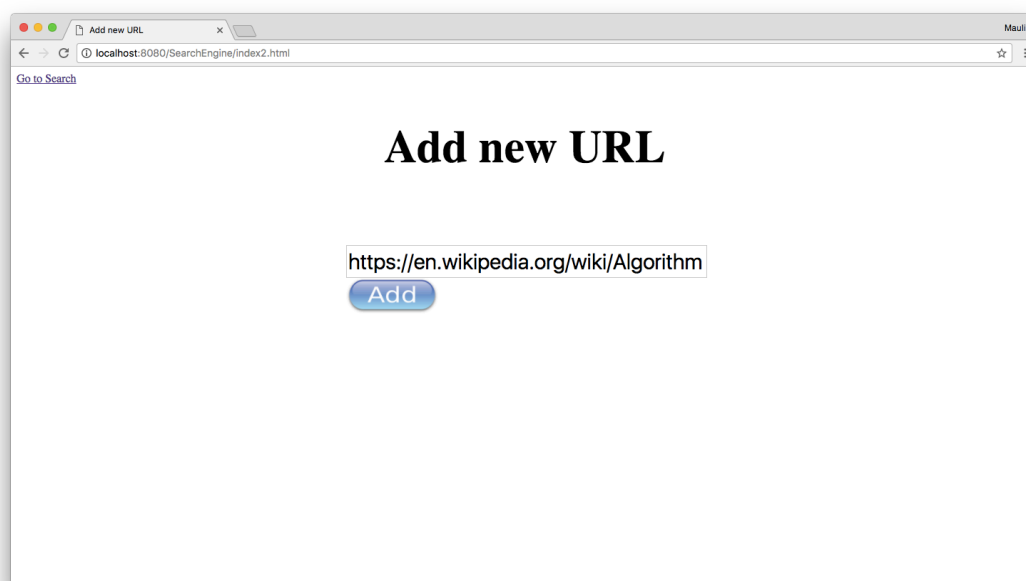 Add new URL
Mauli
localhost:8080/SearchEngine/index2.html
Go to Search
Add new URL
https://en.wikipedia.org/wiki/Algorithm
Add